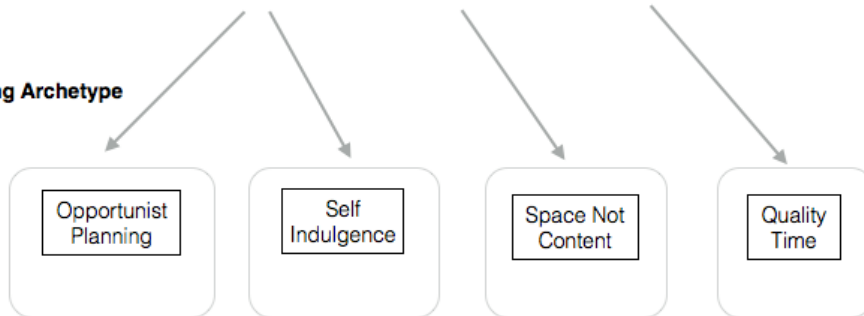 g Archetype
Opportunist
Planning
Self
Indulgence
Space Not
Content
Quality
Time